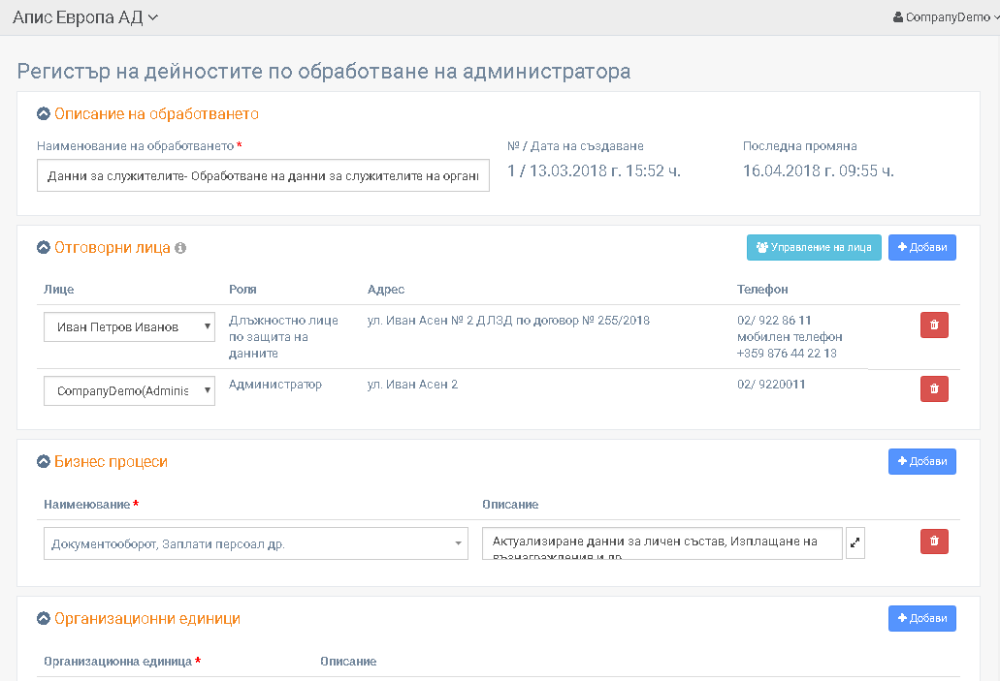 Апис Европа АД
CompanyDemo
Регистър на дейностите по обработване на администратора
Описание на обработването
Наименование на обработването *
№ / Дата на създаване
Последна промяна
Данни за служителите- Обработване на данни за служителите на орган
1 / 13.03.2018 г. 15:52 ч.
16.04.2018 г. 09:55 ч.
Отговорни лица
Управление на лица
Добави
Лице
Роля
Адрес
Телефон
Иван Петров Иванов
Длъжностно лице
по защита на
данните
ул. Иван Асен № 2 ДЛЗД по договор № 255/2018
02/ 922 86 11
мобилен телефон
+359 876 44 22 13
CompanyDemo(Adminis
Администратор
ул. Иван Асен 2
02/ 9220011
Бизнес процеси
Добави
Наименование *
Описание
Документооборот, Заплати персоал др.
Актуализиране данни за личен състав, Изплащане на
възнаграждения и др
Организационни единици
Добави
Организационна единица *
Описание